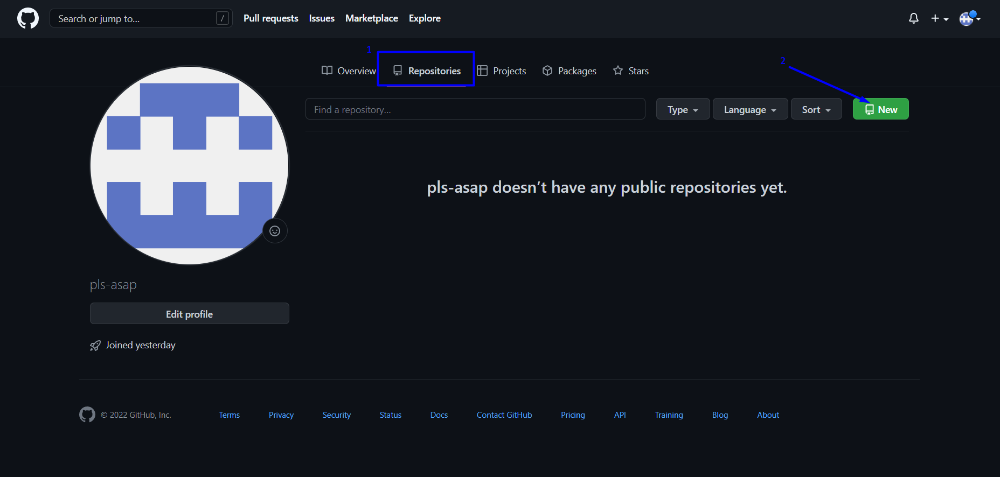 Search or jump to... / Pull requests Issues Marketplace Explore
1
2
Overview Repositories Projects Packages Stars
Find a repository... Type Language Sort New
pls-asap doesn’t have any public repositories yet.
pls-asap
Edit profile
Joined yesterday
© 2022 GitHub, Inc. Terms Privacy Security Status Docs Contact GitHub Pricing API Training Blog About